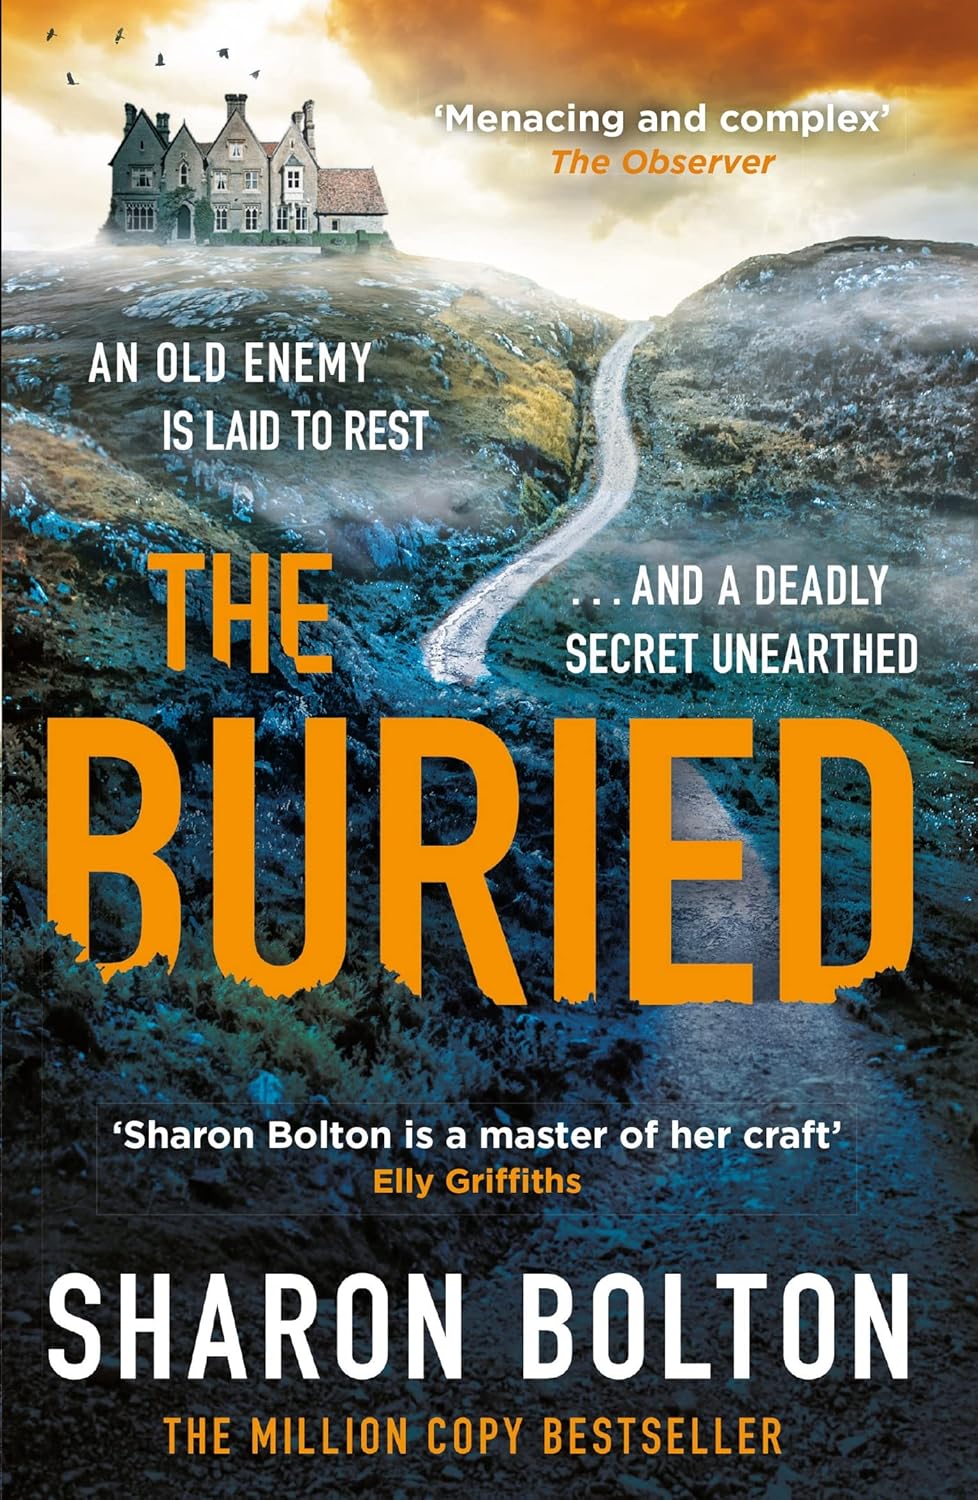 ‘Menacing and complex’
The Observer
AN OLD ENEMY
IS LAID TO REST
...AND A DEADLY
SECRET UNEARTHED
THE
BURIED
‘Sharon Bolton is a master of her craft’
Elly Griffiths
SHARON BOLTON
THE MILLION COPY BESTSELLER